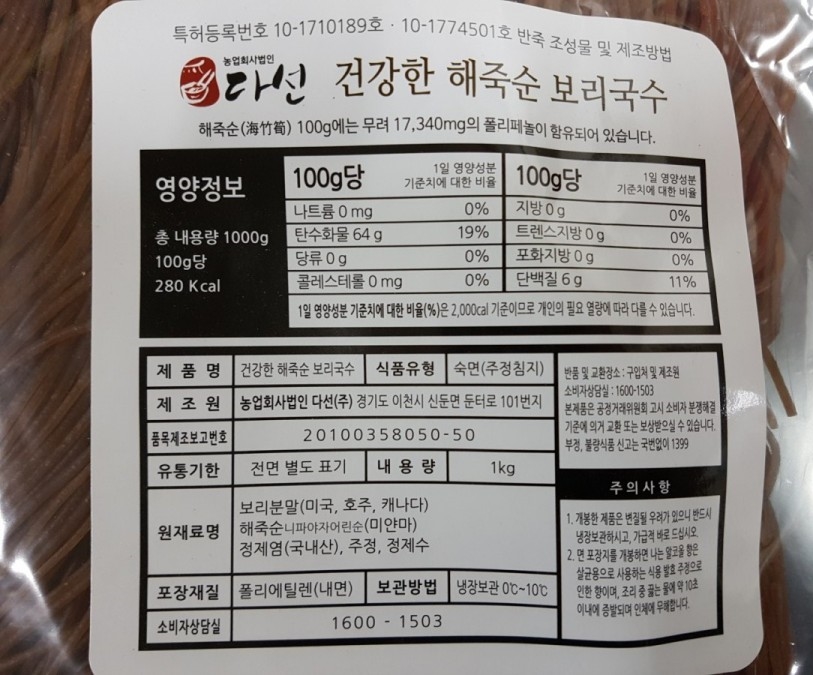 특허등록번호 10-1710189호 · 10-1774501호 반죽 조성물 및 제조방법
농업회사법인
다선 건강한 해죽순 보리국수
해죽순(海竹筍) 100g에는 무려 17,340mg의 폴리페놀이 함유되어 있습니다.
영양정보
총 내용량 1000g
100g당
280 Kcal
100g당 1일 영양성분 기준치에 대한 비율 100g당 1일 영양성분 기준치에 대한 비율
나트륨 0 mg 0% 지방 0 g 0%
탄수화물 64 g 19% 트렌스지방 0 g 0%
당류 0 g 0% 포화지방 0 g 0%
콜레스테롤 0 mg 0% 단백질 6 g 11%
1일 영양성분 기준치에 대한 비율(%)은 2,000cal 기준이므로 개인의 필요 열량에 따라 다를 수 있습니다.
제 품 명 건강한 해죽순 보리국수 식품유형 숙면(주정침지)
제 조 원 농업회사법인 다선(주) 경기도 이천시 신둔면 둔터로 101번지
품목제조보고번호 20100358050-50
유통기한 전면 별도 표기 내 용 량 1kg
원재료명 보리분말(미국, 호주, 캐나다)
해죽순니파야자어린순(미얀마)
정제염(국내산), 주정, 정제수
포장재질 폴리에틸렌(내면) 보관방법 냉장보관 0℃~10℃
소비자상담실 1600 - 1503
반품 및 교환장소 : 구입처 및 제조원
소비자상담실 : 1600-1503
본제품은 공정거래위원회 고시 소비자 분쟁해결
기준에 의거 교환 또는 보상받으실 수 있습니다.
부정, 불량식품 신고는 국번없이 1399
주 의 사 항
1. 개봉한 제품은 변질될 우려가 있으니 반드시
냉장보관하시고, 가급적 바로 드십시오
2. 면 포장지를 개봉하면 나는 알코올 향은
살균용으로 사용하는 식용 발효 주정으로
인한 향이며, 조리 중 끓는 물에 약 10초
이내에 증발되며 인체에 무해합니다.